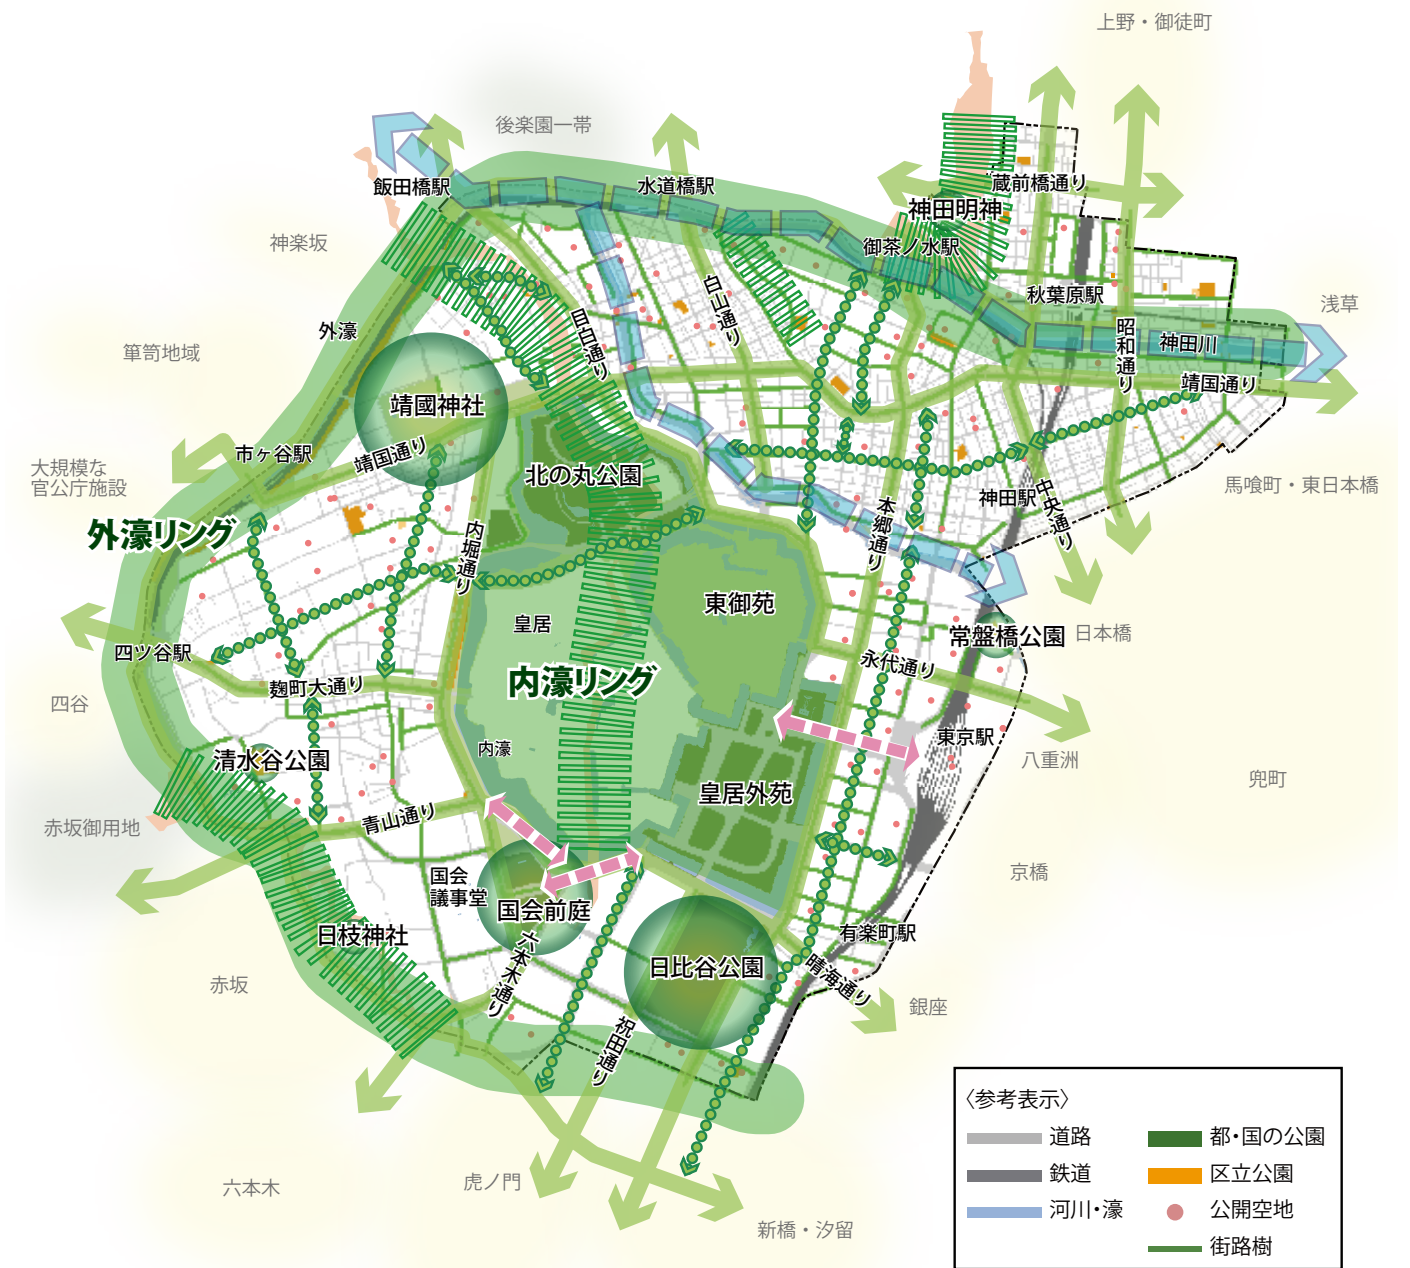 上野・御徒町
後楽園一帯
飯田橋駅
水道橋駅
蔵前橋通り
神田明神
神楽坂
御茶ノ水駅
秋葉原駅
浅草
外濠
白山通り
目白通り
昭和通り
神田川
箪笥地域
靖国通り
靖國神社
市ヶ谷駅
靖国通り
大規模な
官公庁施設
北の丸公園
馬喰町・東日本橋
神田駅
中央通り
本郷通り
外濠リング
内堀通り
東御苑
皇居
常盤橋公園
日本橋
四ツ谷駅
永代通り
内濠リング
麹町大通り
四谷
東京駅
内濠
清水谷公園
八重洲
兜町
皇居外苑
赤坂御用地
青山通り
京橋
国会
議事堂
国会前庭
日枝神社
有楽町駅
六本木通り
日比谷公園
晴海通り
赤坂
銀座
祝田通り
六本木
虎ノ門
新橋・汐留
〈参考表示〉
道路
鉄道
河川・濠
都・国の公園
区立公園
公開空地
街路樹